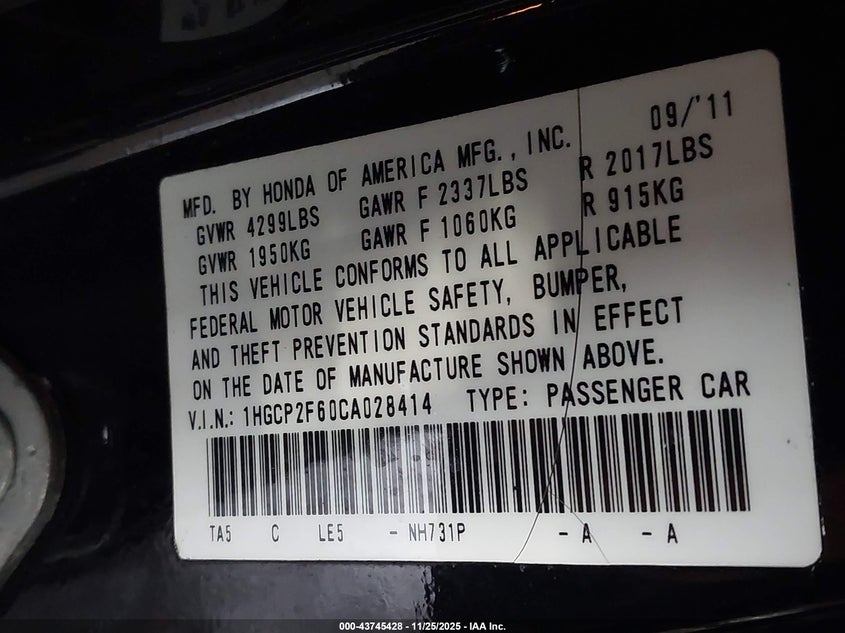 09/'11
MFD. BY HONDA OF AMERICA MFG., INC.
GVWR 4299LBS GAWR F 2337LBS R 2017LBS
GVWR 1950KG GAWR F 1060KG R 915KG
THIS VEHICLE CONFORMS TO ALL APPLICABLE
FEDERAL MOTOR VEHICLE SAFETY, BUMPER,
AND THEFT PREVENTION STANDARDS IN EFFECT
ON THE DATE OF MANUFACTURE SHOWN ABOVE.
V.I.N.: 1HGCP2F60CA028414 TYPE: PASSENGER CAR
TA5 C LE5 - NH731P - A - A
000-43745428 - 11/25/2025 - IAA Inc.